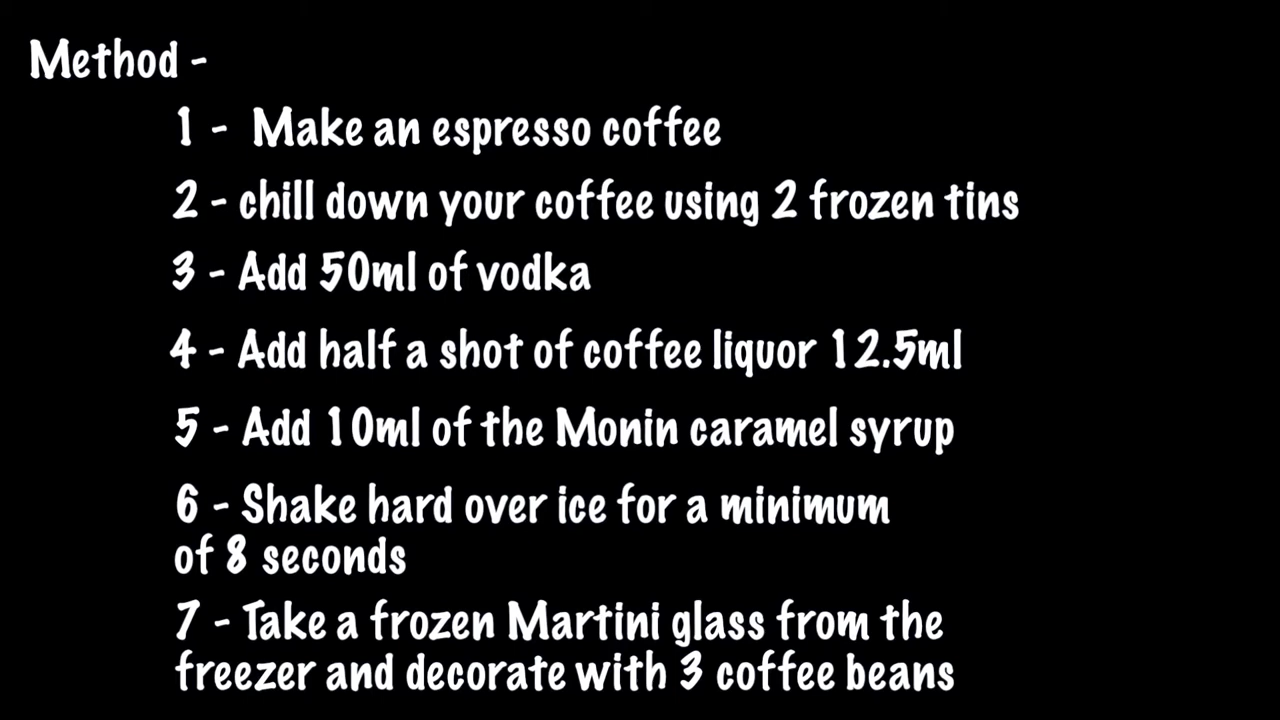 Method -
1 - Make an espresso coffee
2 - chill down your coffee using 2 frozen tins
3 - Add 50ml of vodka
4 - Add half a shot of coffee liquor 12.5ml
5 - Add 10ml of the Monin caramel syrup
6 - Shake hard over ice for a minimum
of 8 seconds
7 - Take a frozen Martini glass from the
freezer and decorate with 3 coffee beans